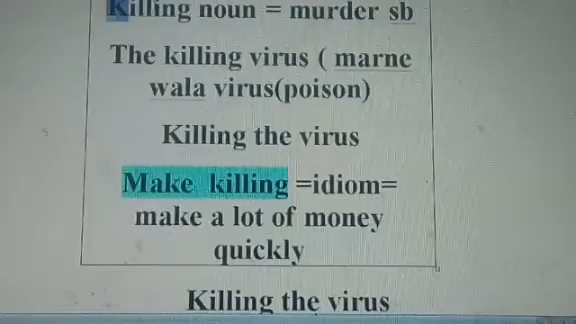 Killing noun = murder sb
The killing virus ( marne
wala virus(poison)
Killing the virus
Make killing =idiom=
make a lot of money
quickly
Killing the virus